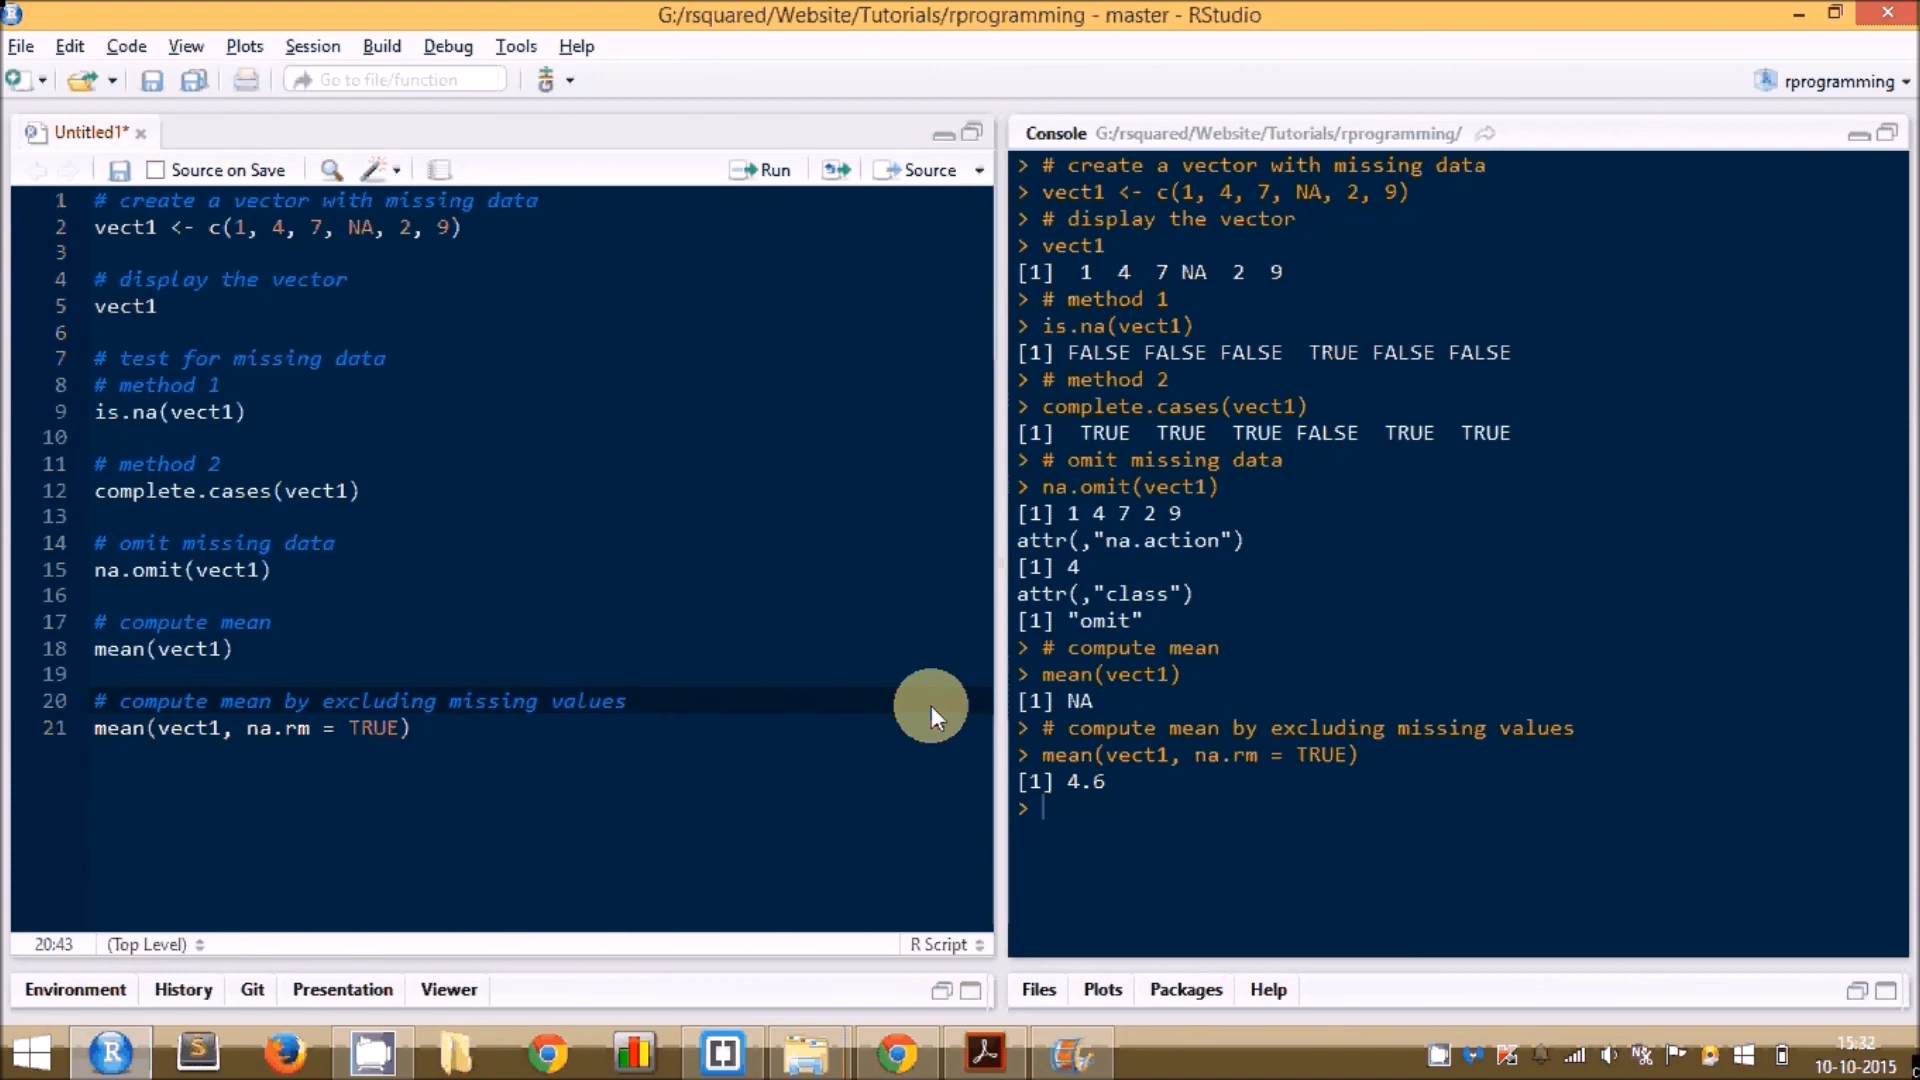 G:/rsquared/Website/Tutorials/rprogramming - master - RStudio
File Edit Code View Plots Session Build Debug Tools Help
Go to file/function
rprogramming
Untitled1*
Source on Save
Run
Source
1 # create a vector with missing data
2 vect1 <- c(1, 4, 7, NA, 2, 9)
3
4 # display the vector
5 vect1
6
7 # test for missing data
8 # method 1
9 is.na(vect1)
10
11 # method 2
12 complete.cases(vect1)
13
14 # omit missing data
15 na.omit(vect1)
16
17 # compute mean
18 mean(vect1)
19
20 # compute mean by excluding missing values
21 mean(vect1, na.rm = TRUE)
20:43 (Top Level) R Script
Environment History Git Presentation Viewer
Console G:/rsquared/Website/Tutorials/rprogramming/
> # create a vector with missing data
> vect1 <- c(1, 4, 7, NA, 2, 9)
> # display the vector
> vect1
[1]  1  4  7 NA  2  9
> # method 1
> is.na(vect1)
[1] FALSE FALSE FALSE  TRUE FALSE FALSE
> # method 2
> complete.cases(vect1)
[1]  TRUE  TRUE  TRUE FALSE  TRUE  TRUE
> # omit missing data
> na.omit(vect1)
[1] 1 4 7 2 9
attr(,"na.action")
[1] 4
attr(,"class")
[1] "omit"
> # compute mean
> mean(vect1)
[1] NA
> # compute mean by excluding missing values
> mean(vect1, na.rm = TRUE)
[1] 4.6
>
Files Plots Packages Help
15:32
10-10-2015